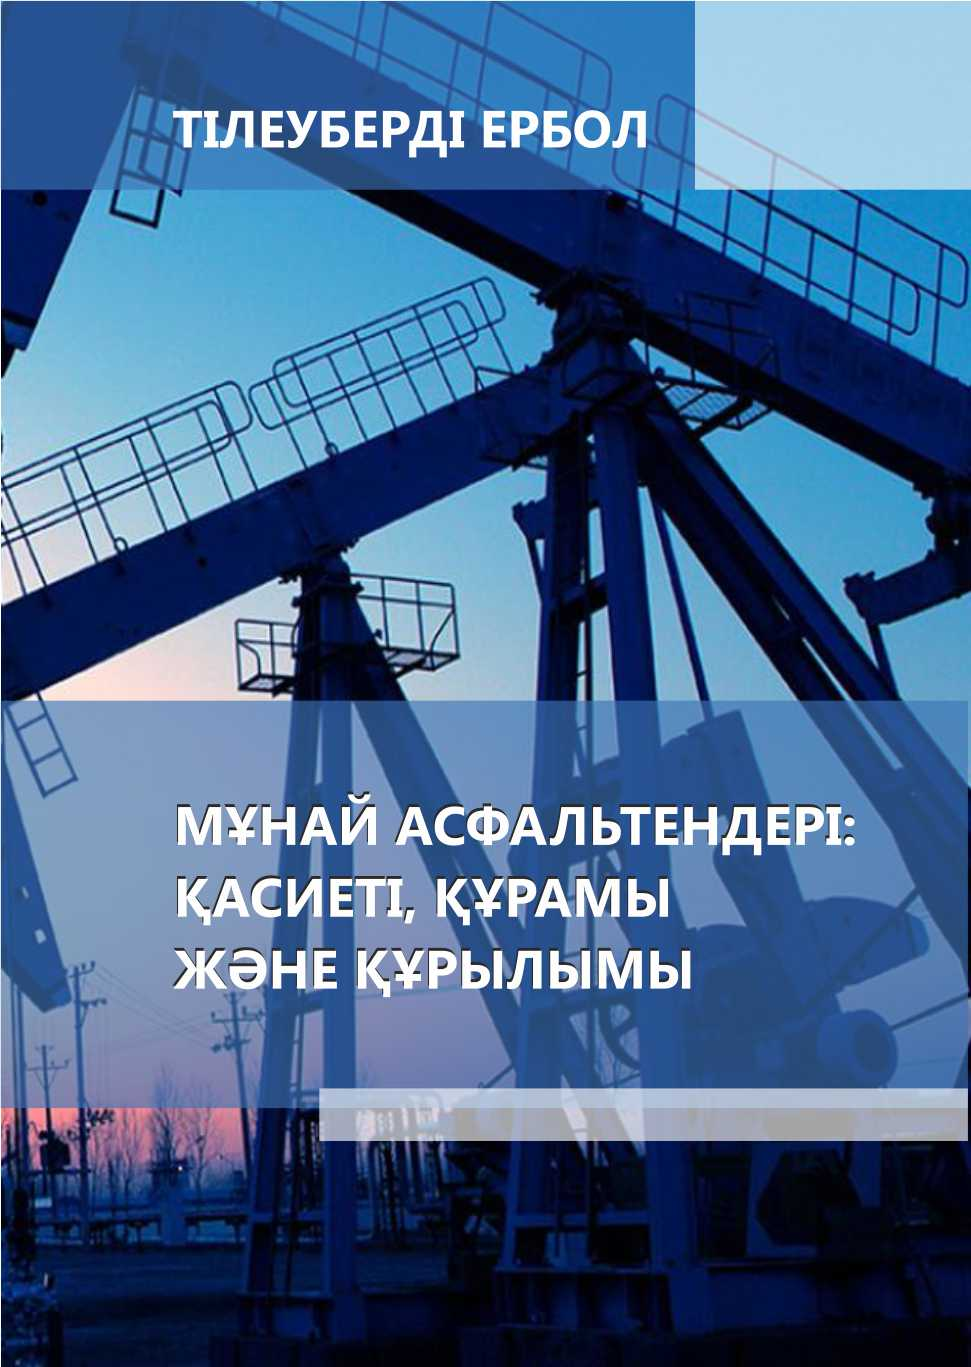 ТІЛЕУБЕРДІ ЕРБОЛ
МҰНАЙ АСФАЛЬТЕНДЕРІ:
ҚАСИЕТІ, ҚҰРАМЫ
ЖӘНЕ ҚҰРЫЛЫМЫ